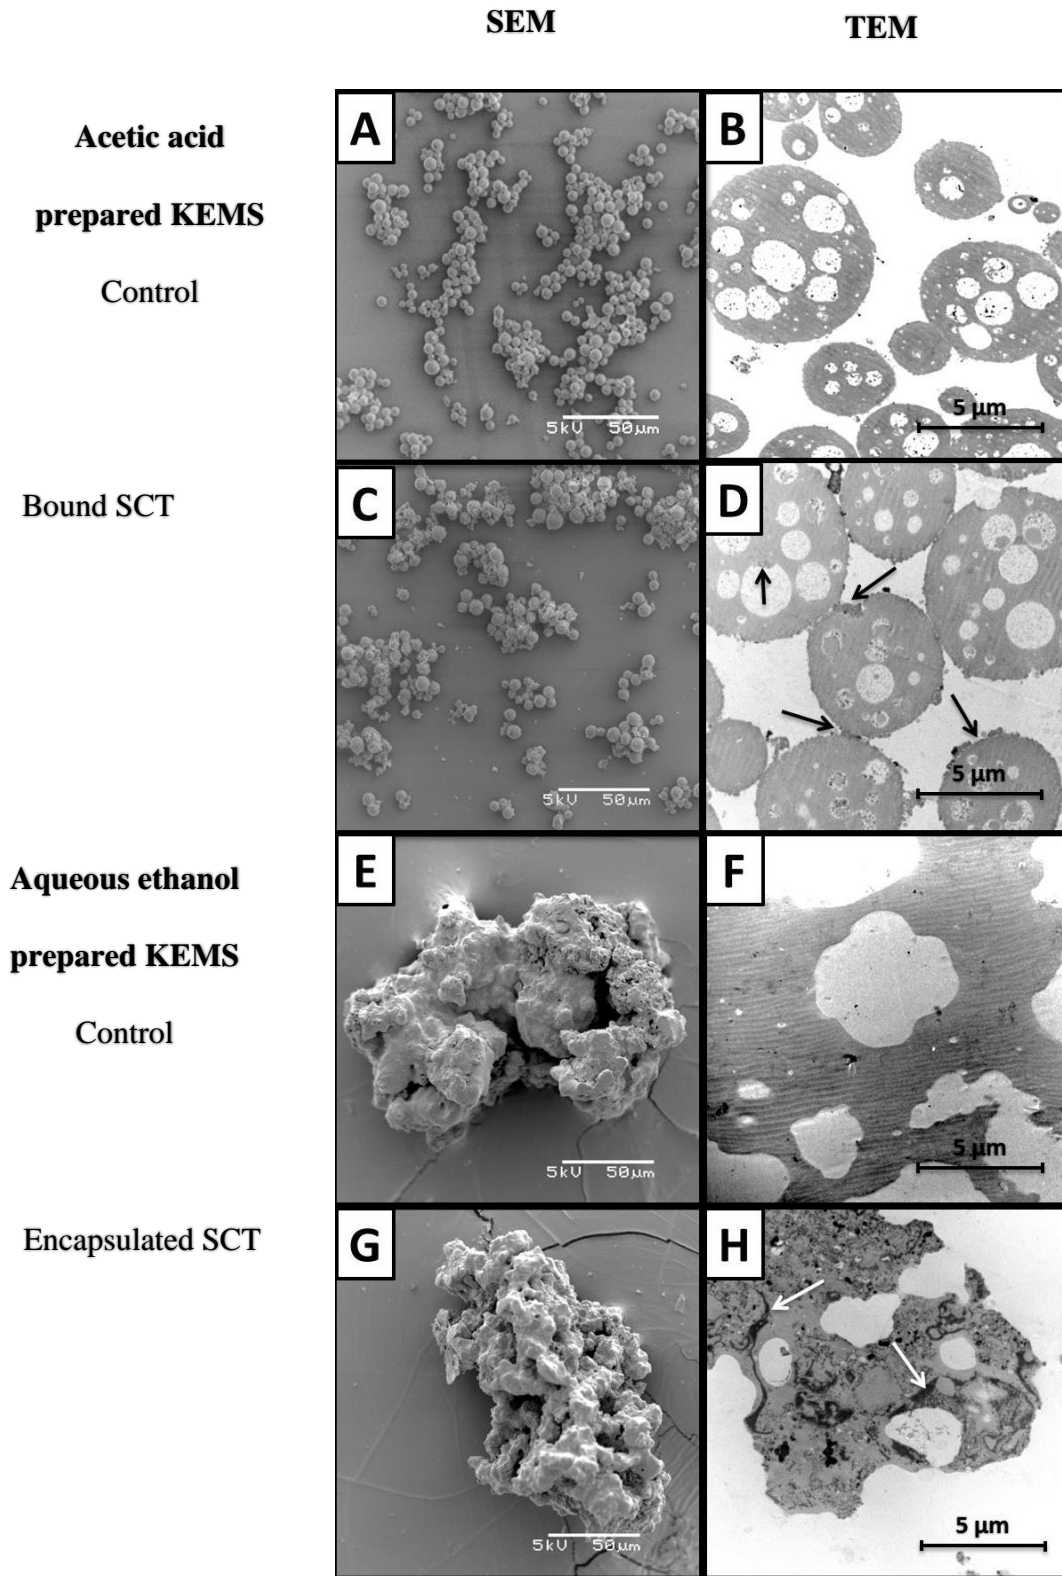 SEM TEM
Acetic acid
prepared KEMS
Control
A
5kV 50µm
B
5 µm
Bound SCT
C
5kV 50µm
D
5 µm
Aqueous ethanol
prepared KEMS
Control
E
5kV 50µm
F
5 µm
Encapsulated SCT
G
5kV 50µm
H
5 µm